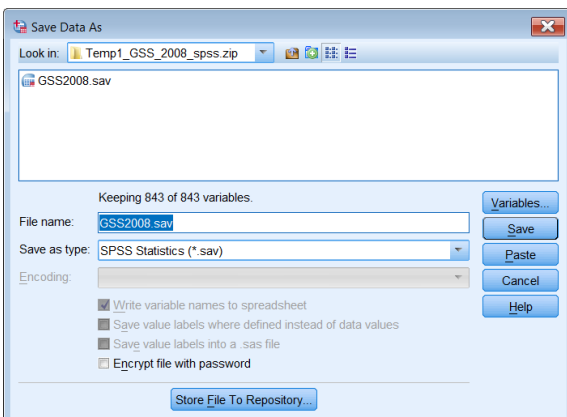 Save Data As
Look in: Temp1_GSS_2008_spss.zip
GSS2008.sav
Keeping 843 of 843 variables.
Variables...
File name: GSS2008.sav
Save
Save as type: SPSS Statistics (*.sav)
Paste
Encoding:
Cancel
Write variable names to spreadsheet
Help
Save value labels where defined instead of data values
Save value labels into a .sas file
Encrypt file with password
Store File To Repository...